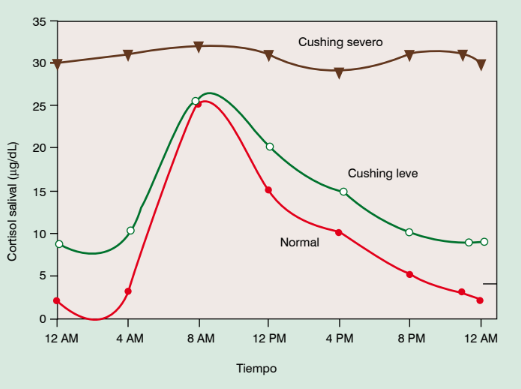 35
30
25
20
15
10
5
0
Cortisol salival (µg/dL)
Cushing severo
Cushing leve
Normal
12 AM 4 AM 8 AM 12 PM 4 PM 8 PM 12 AM
Tiempo